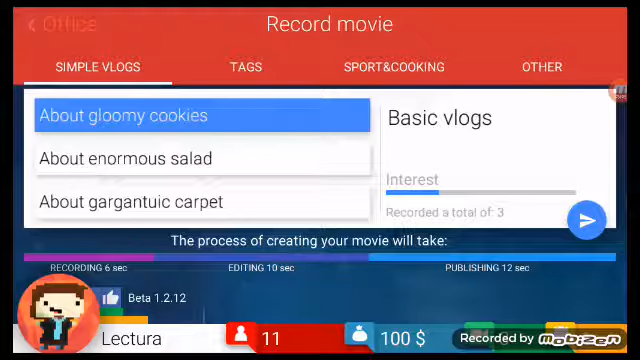 Office
Record movie
SIMPLE VLOGS
TAGS
SPORT&COOKING
OTHER
About gloomy cookies
About enormous salad
About gargantuic carpet
Basic vlogs
Interest
Recorded a total of: 3
The process of creating your movie will take:
RECORDING 6 sec
EDITING 10 sec
PUBLISHING 12 sec
Beta 1.2.12
Lectura
11
100 $
Recorded by mobizen